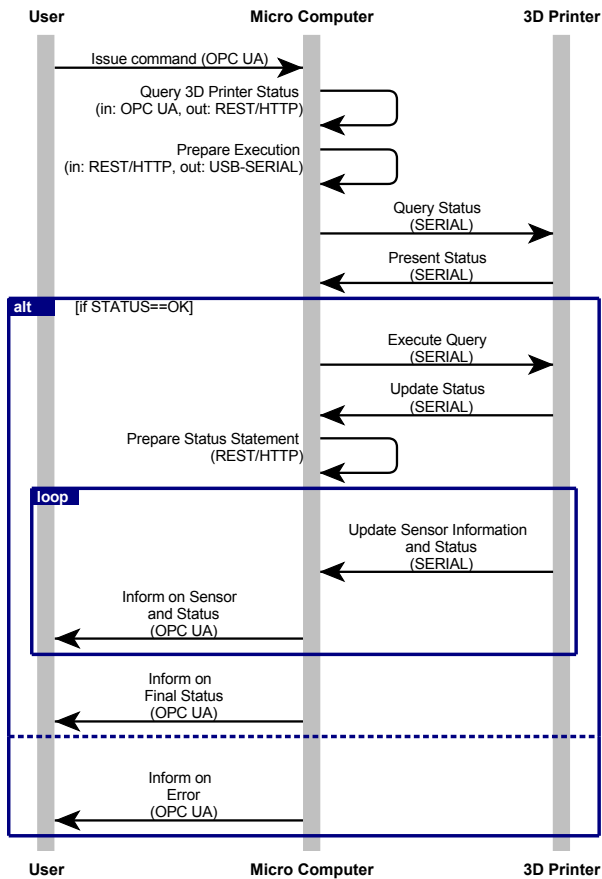 User
Micro Computer
3D Printer
Issue command (OPC UA)
Query 3D Printer Status
(in: OPC UA, out: REST/HTTP)
Prepare Execution
(in: REST/HTTP, out: USB-SERIAL)
Query Status
(SERIAL)
Present Status
(SERIAL)
alt
[if STATUS==OK]
Execute Query
(SERIAL)
Update Status
(SERIAL)
Prepare Status Statement
(REST/HTTP)
loop
Update Sensor Information
and Status
(SERIAL)
Inform on Sensor
and Status
(OPC UA)
Inform on
Final Status
(OPC UA)
Inform on
Error
(OPC UA)
User
Micro Computer
3D Printer